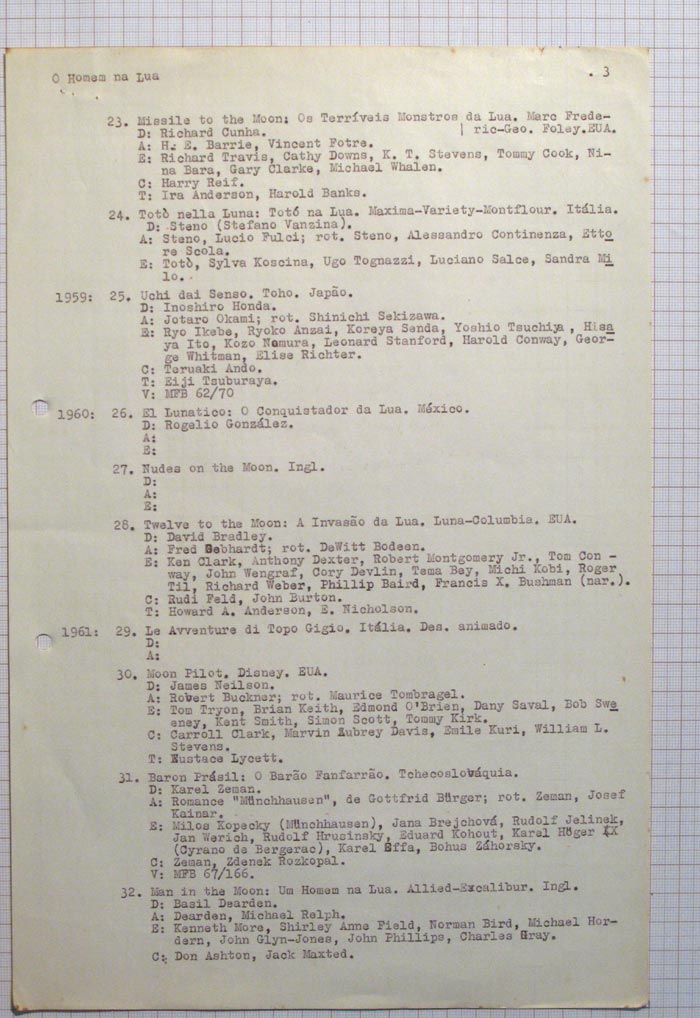 O Homem na Lua
. 3
23. Missile to the Moon: Os Terríveis Monstros da Lua. Marc Frede-
D: Richard Cunha. | ric-Geo. Foley.EUA.
A: H. E. Barrie, Vincent Fotre.
E: Richard Travis, Cathy Downs, K. T. Stevens, Tommy Cook, Ni-
na Bara, Gary Clarke, Michael Whalen.
C: Harry Reif.
T: Ira Anderson, Harold Banks.
24. Totò nella Luna: Totó na Lua. Maxima-Variety-Montflour. Itália.
D: Steno (Stefano Vanzina).
A: Steno, Lucio Fulci; rot. Steno, Alessandro Continenza, Etto
re Scola.
E: Totò, Sylva Koscina, Ugo Tognazzi, Luciano Salce, Sandra Mi
lo.
1959: 25. Uchi dai Senso. Toho. Japão.
D: Inoshiro Honda.
A: Jotaro Okami; rot. Shinichi Sekizawa.
E: Ryo Ikebe, Ryoko Anzai, Koreya Senda, Yoshio Tsuchiya, Hisa
ya Ito, Kozo Nomura, Leonard Stanford, Harold Conway, Geor-
ge Whitman, Elise Richter.
C: Teruaki Ando.
T: Eiji Tsuburaya.
V: MFB 62/70
1960: 26. El Lunatico: O Conquistador da Lua. México.
D: Rogelio González.
A:
E:
27. Nudes on the Moon. Ingl.
D:
A:
E:
28. Twelve to the Moon: A Invasão da Lua. Luna-Columbia. EUA.
D: David Bradley.
A: Fred Gebhardt; rot. DeWitt Bodeen.
E: Ken Clark, Anthony Dexter, Robert Montgomery Jr., Tom Con -
way, John Wengraf, Cory Devlin, Tema Bey, Michi Kobi, Roger
Til, Richard Weber, Phillip Baird, Francis X. Bushman (nar.).
C: Rudi Feld, John Burton.
T: Howard A. Anderson, E. Nicholson.
1961: 29. Le Avventure di Topo Gigio. Itália. Des. animado.
D:
A:
30. Moon Pilot. Disney. EUA.
D: James Neilson.
A: Robert Buckner; rot. Maurice Tombragel.
E: Tom Tryon, Brian Keith, Edmond O'Brien, Dany Saval, Bob Swe
eney, Kent Smith, Simon Scott, Tommy Kirk.
C: Carroll Clark, Marvin Aubrey Davis, Emile Kuri, William L.
Stevens.
T: Eustace Lycett.
31. Baron Prásil: O Barão Fanfarrão. Tchecoslováquia.
D: Karel Zeman.
A: Romance "Münchhausen", de Gottfrid Bürger; rot. Zeman, Josef
Kainar.
E: Milos Kopecky (Münchhausen), Jana Brejchová, Rudolf Jelinek,
Jan Werich, Rudolf Hrusinsky, Eduard Kohout, Karel Höger
(Cyrano de Bergerac), Karel Effa, Bohus Záhorsky.
C: Zeman, Zdenek Rozkopal.
V: MFB 67/166.
32. Man in the Moon: Um Homem na Lua. Allied-Excalibur. Ingl.
D: Basil Dearden.
A: Dearden, Michael Relph.
E: Kenneth More, Shirley Anne Field, Norman Bird, Michael Hor-
dern, John Glyn-Jones, John Phillips, Charles Gray.
C: Don Ashton, Jack Maxted.